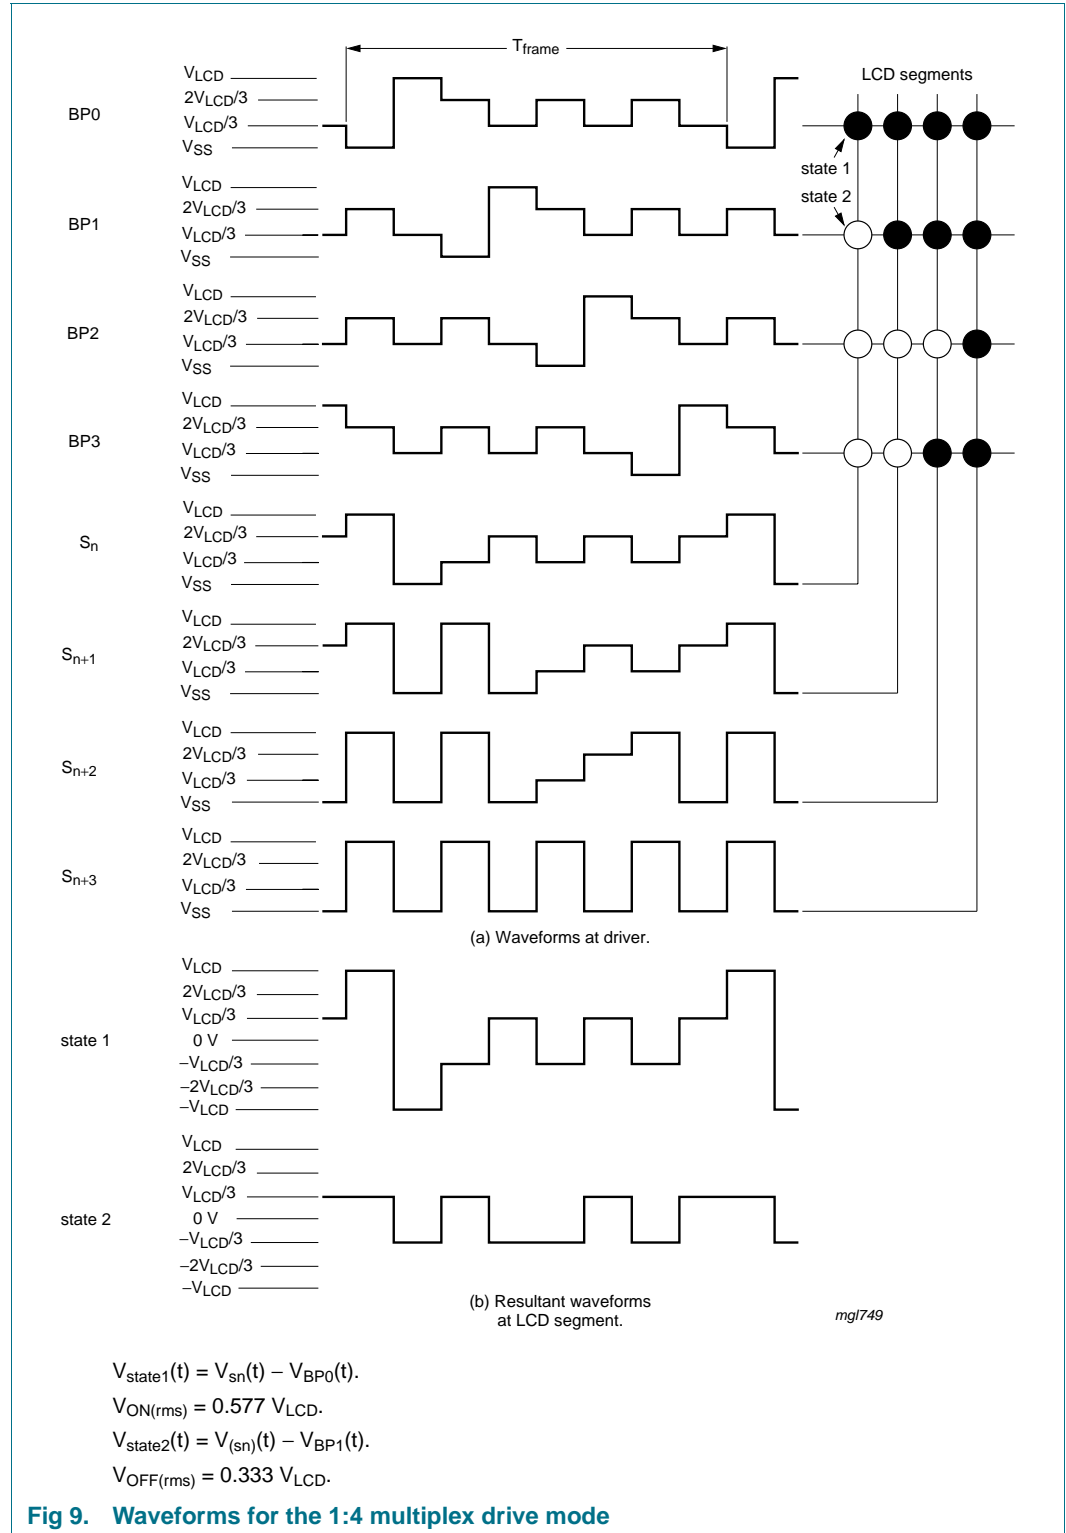 Tframe
LCD segments
BP0
VLCD
2VLCD/3
VLCD/3
VSS
state 1
state 2
BP1
VLCD
2VLCD/3
VLCD/3
VSS
BP2
VLCD
2VLCD/3
VLCD/3
VSS
BP3
VLCD
2VLCD/3
VLCD/3
VSS
Sn
VLCD
2VLCD/3
VLCD/3
VSS
Sn+1
VLCD
2VLCD/3
VLCD/3
VSS
Sn+2
VLCD
2VLCD/3
VLCD/3
VSS
Sn+3
VLCD
2VLCD/3
VLCD/3
VSS
(a) Waveforms at driver.
state 1
VLCD
2VLCD/3
VLCD/3
0 V
−VLCD/3
−2VLCD/3
−VLCD
state 2
VLCD
2VLCD/3
VLCD/3
0 V
−VLCD/3
−2VLCD/3
−VLCD
(b) Resultant waveforms
at LCD segment.
mgl749
Vstate1(t) = Vsn(t) − VBP0(t).
VON(rms) = 0.577 VLCD.
Vstate2(t) = V(sn)(t) − VBP1(t).
VOFF(rms) = 0.333 VLCD.
Fig 9. Waveforms for the 1:4 multiplex drive mode